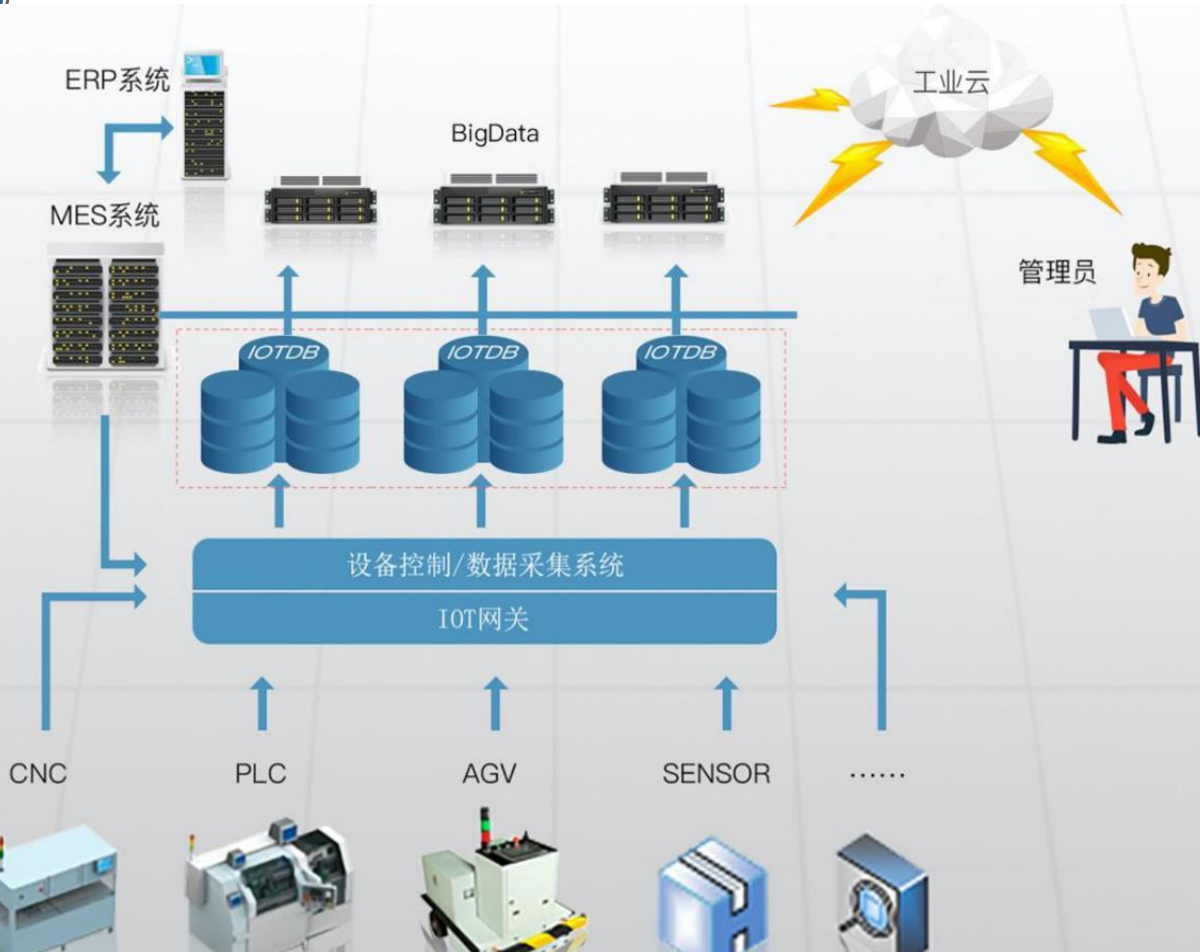 ERP系统
工业云
BigData
MES系统
管理员
IOTDB
IOTDB
IOTDB
设备控制/数据采集系统
IOT网关
CNC
PLC
AGV
SENSOR
……